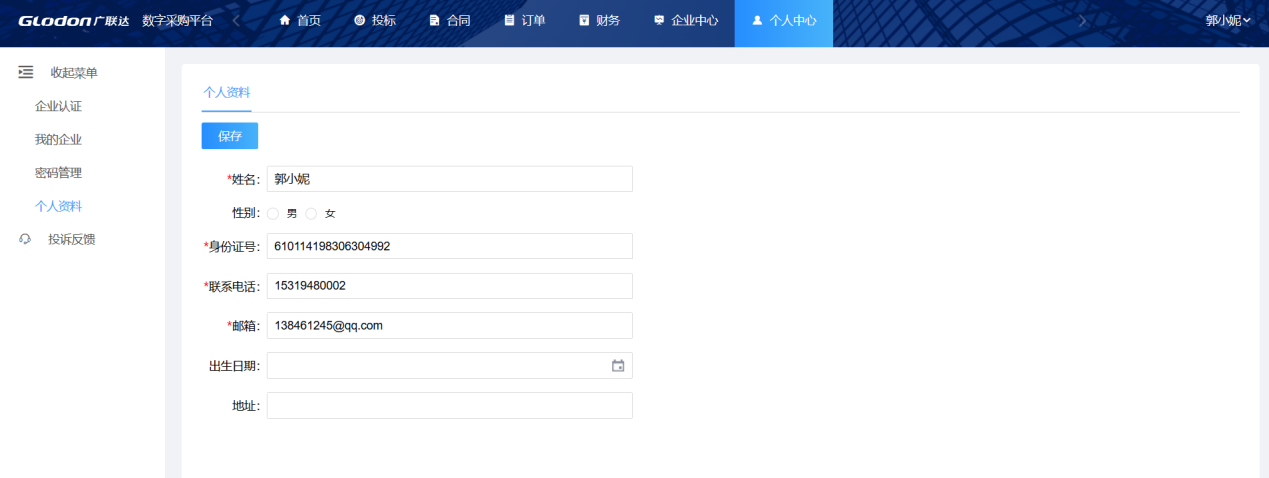 GLodon广联达 数字采购平台 首页 投标 合同 订单 财务 企业中心 个人中心 郭小妮
收起菜单
企业认证
我的企业
密码管理
个人资料
投诉反馈
个人资料
保存
*姓名： 郭小妮
性别： 男 女
*身份证号： 610114198306304992
*联系电话： 15319480002
*邮箱： 138461245@qq.com
出生日期：
地址：